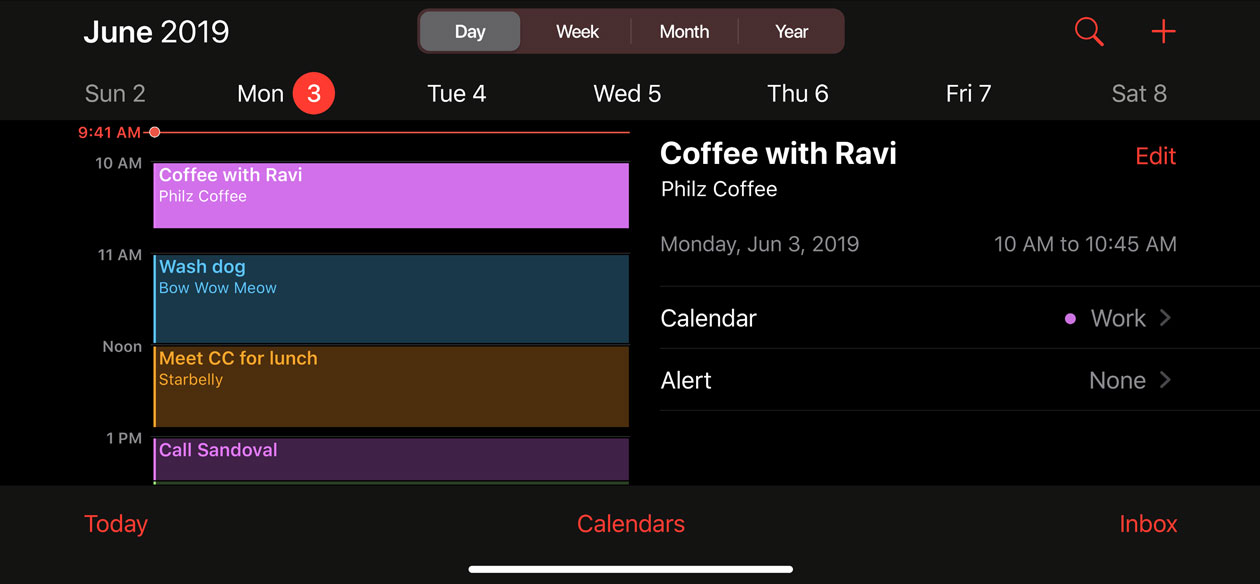 June 2019
Day Week Month Year
Sun 2 Mon 3 Tue 4 Wed 5 Thu 6 Fri 7 Sat 8
9:41 AM
10 AM
Coffee with Ravi
Philz Coffee
11 AM
Wash dog
Bow Wow Meow
Noon
Meet CC for lunch
Starbelly
1 PM
Call Sandoval
Coffee with Ravi
Edit
Philz Coffee
Monday, Jun 3, 2019 10 AM to 10:45 AM
Calendar Work
Alert None
Today Calendars Inbox